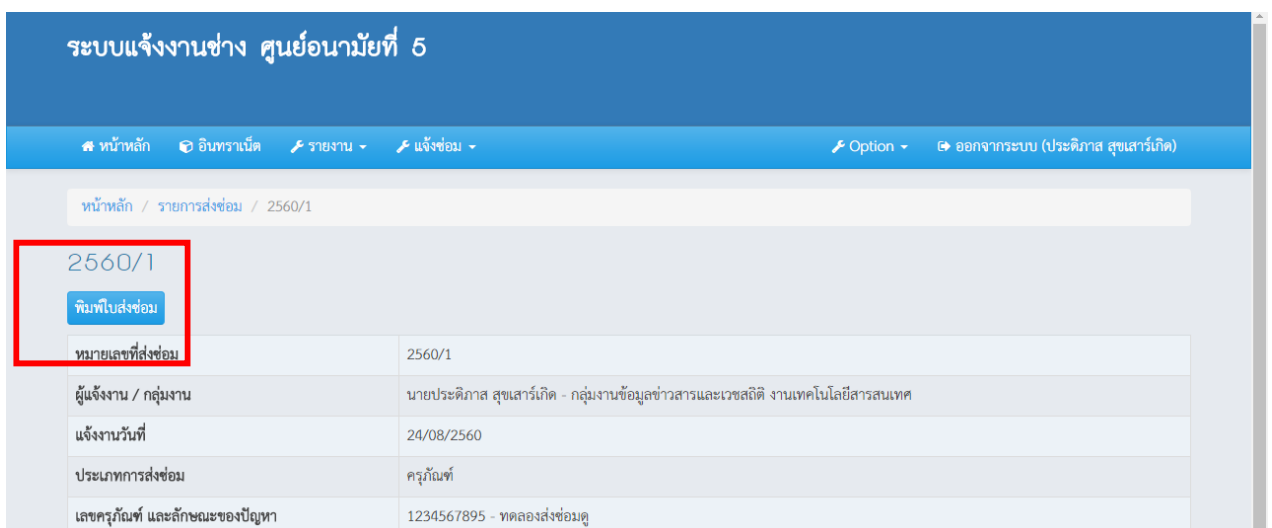 ระบบแจ้งงานช่าง ศูนย์อนามัยที่ 5
หน้าหลัก อินทราเน็ต รายงาน แจ้งซ่อม Option ออกจากระบบ (ประดิภาส สุขเสาร์เกิด)
หน้าหลัก / รายการส่งซ่อม / 2560/1
2560/1
พิมพ์ใบส่งซ่อม
หมายเลขที่ส่งซ่อม 2560/1
ผู้แจ้งงาน / กลุ่มงาน นายประดิภาส สุขเสาร์เกิด - กลุ่มงานข้อมูลข่าวสารและเวชสถิติ งานเทคโนโลยีสารสนเทศ
แจ้งงานวันที่ 24/08/2560
ประเภทการส่งซ่อม ครุภัณฑ์
เลขครุภัณฑ์ และลักษณะของปัญหา 1234567895 - ทดลองส่งซ่อมดู